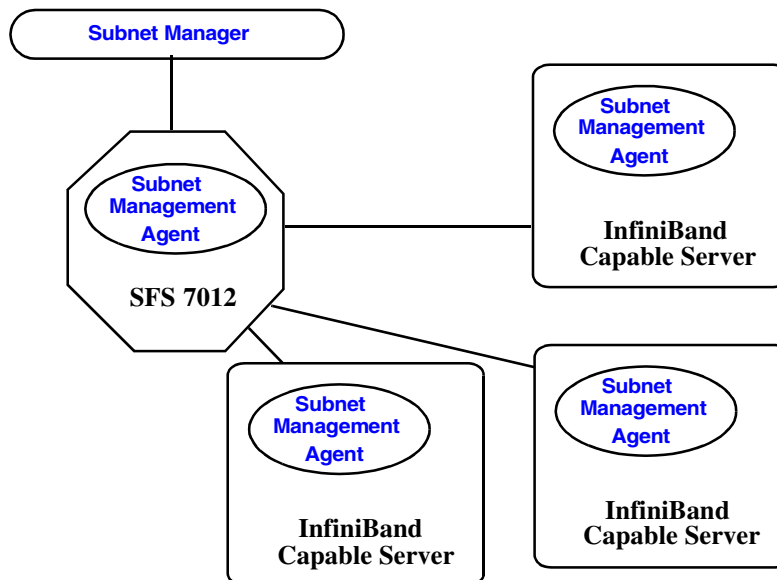 Subnet Manager
Subnet
Management
Agent
SFS 7012
Subnet
Management
Agent
InfiniBand
Capable Server
Subnet
Management
Agent
InfiniBand
Capable Server
Subnet
Management
Agent
InfiniBand
Capable Server